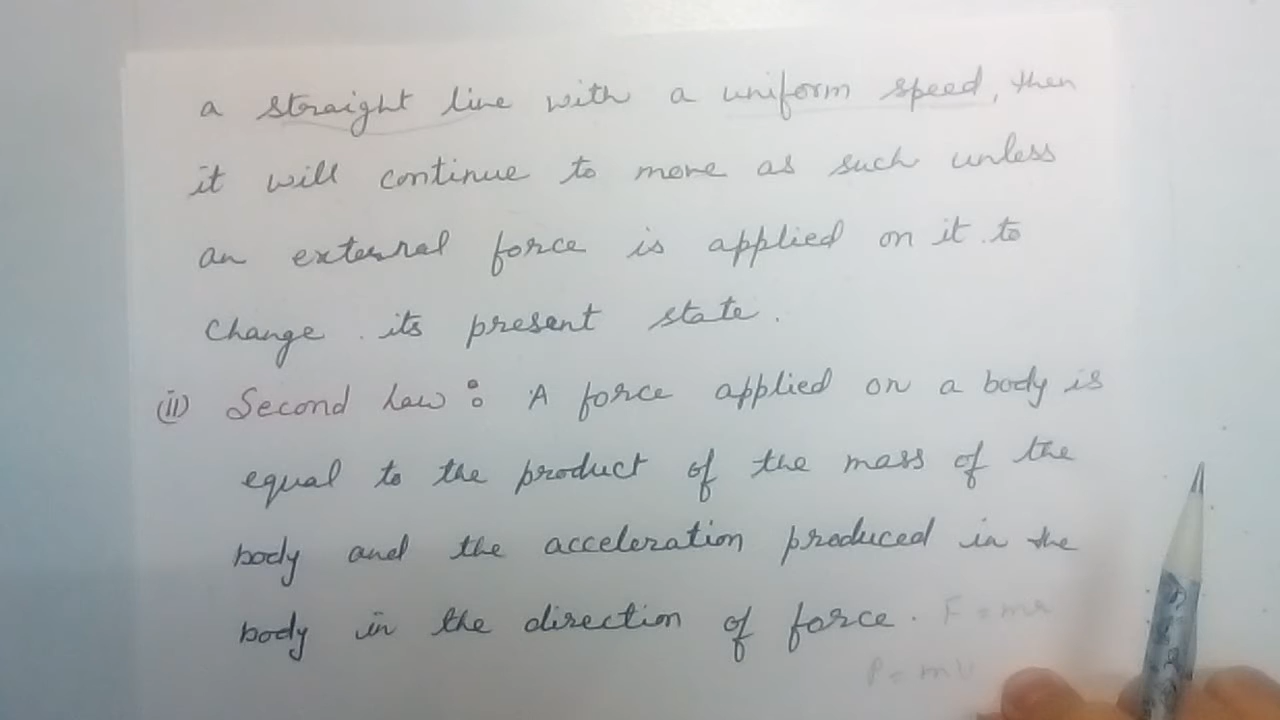 a straight line with a uniform speed, then
it will continue to move as such unless
an external force is applied on it to
change its present state.
(ii) Second Law : A force applied on a body is
equal to the product of the mass of the
body and the acceleration produced in the
body in the direction of force. F = ma
P = mv